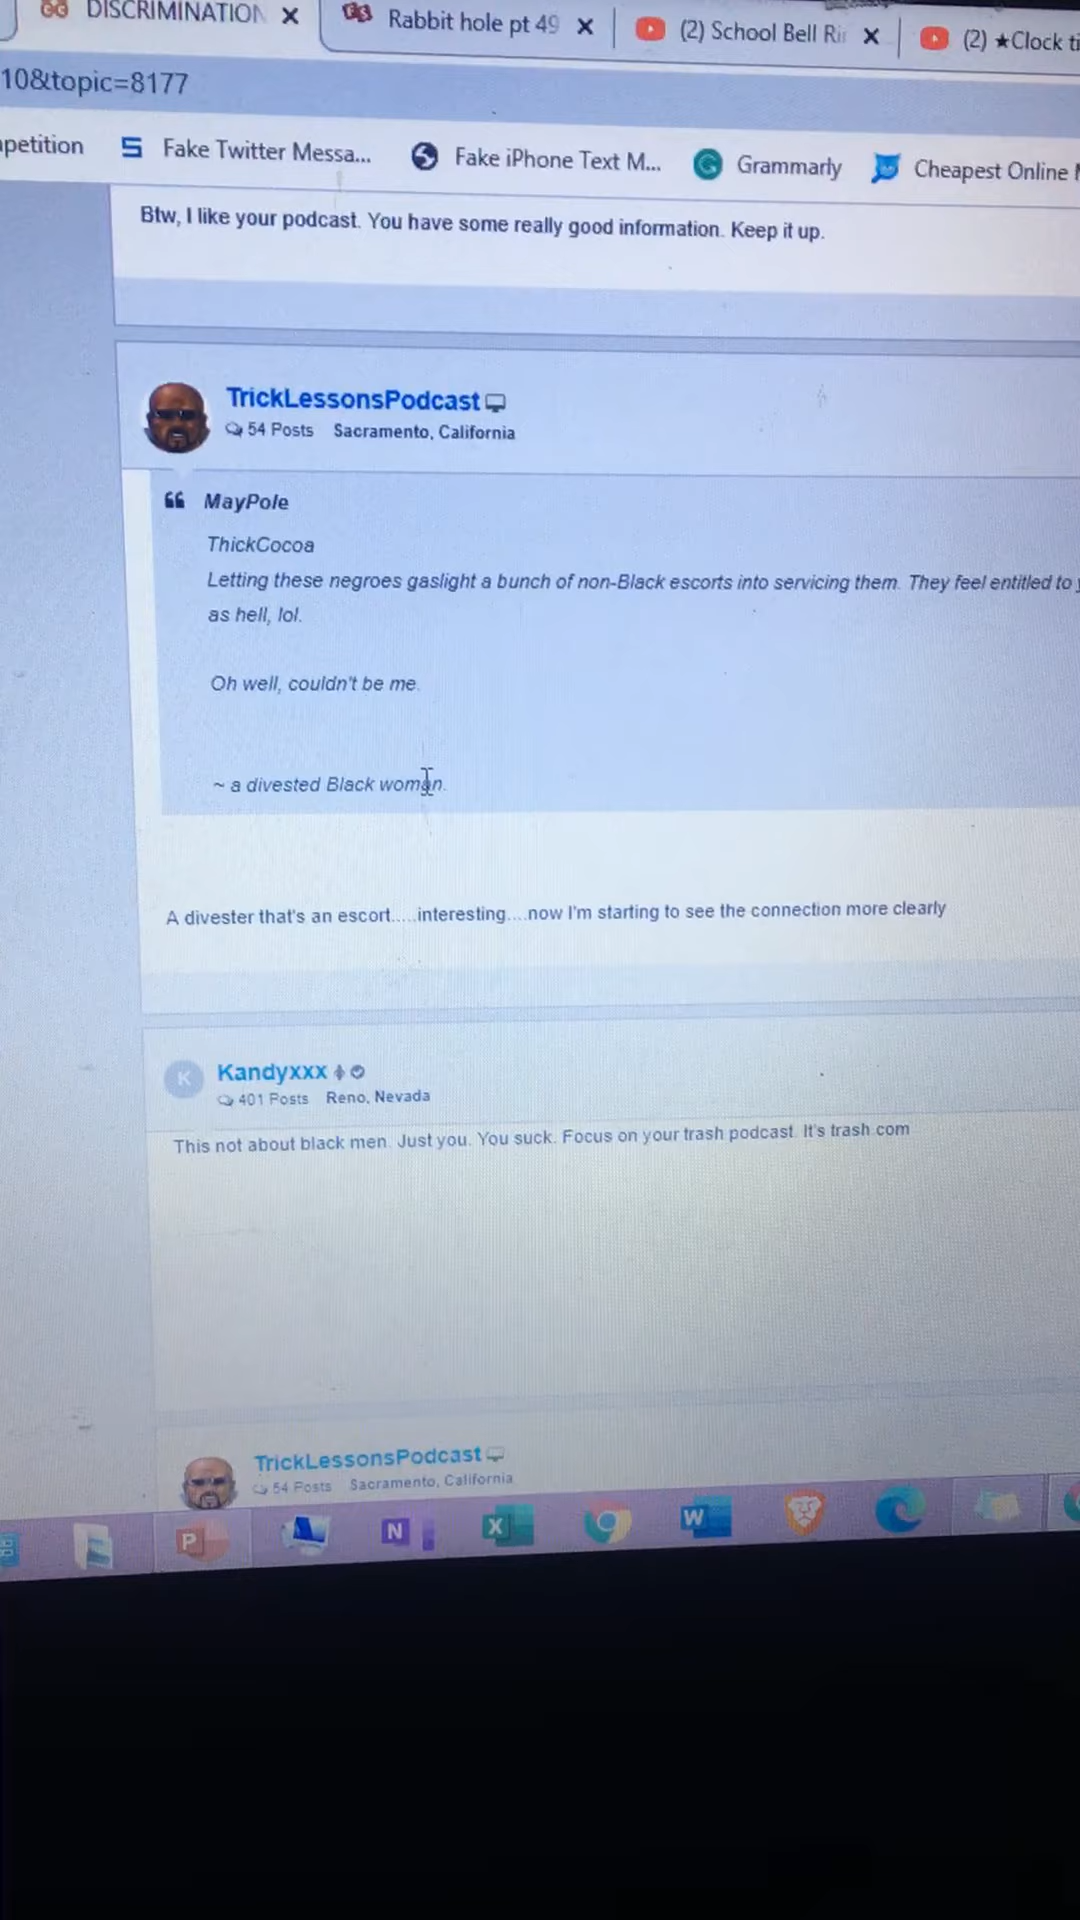 DISCRIMINATION
Rabbit hole pt 49
(2) School Bell Rin
(2) ★Clock ti
10&topic=8177
petition
Fake Twitter Messa...
Fake iPhone Text M...
Grammarly
Cheapest Online
Btw, I like your podcast. You have some really good information. Keep it up.
TrickLessonsPodcast
54 Posts Sacramento, California
MayPole
ThickCocoa
Letting these negroes gaslight a bunch of non-Black escorts into servicing them. They feel entitled to
as hell, lol.
Oh well, couldn't be me.
~ a divested Black woman.
A divester that's an escort.....interesting....now I'm starting to see the connection more clearly
K
Kandyxxx
401 Posts Reno, Nevada
This not about black men. Just you. You suck. Focus on your trash podcast. It's trash.com
TrickLessonsPodcast
54 Posts Sacramento, California
P
N
X
W